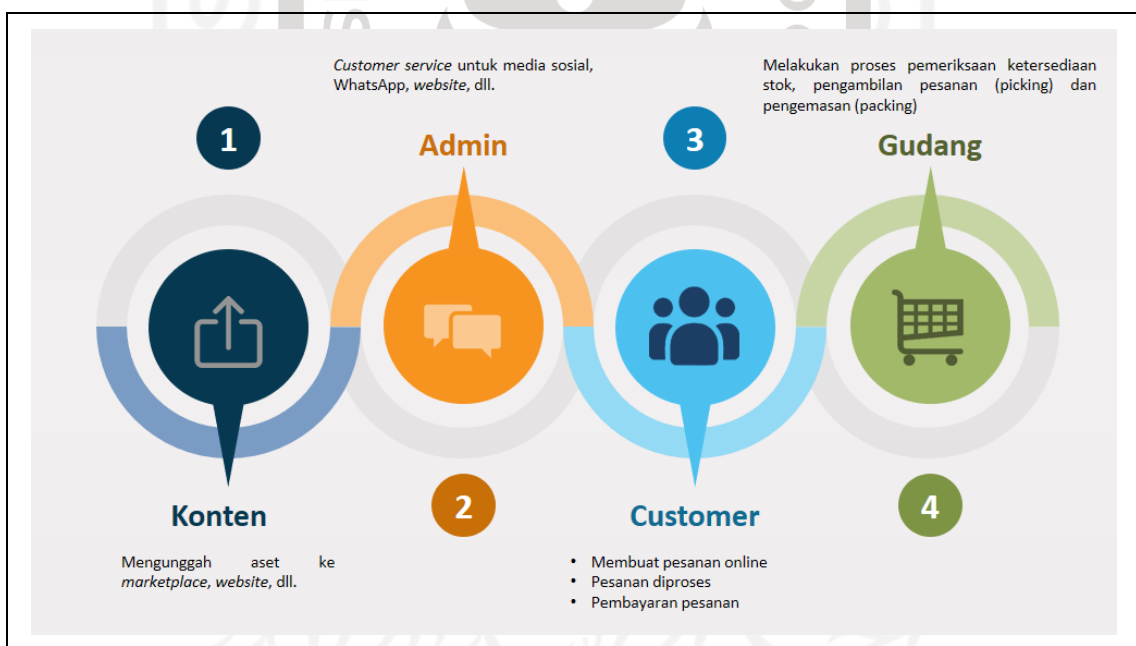 1
Konten
Mengunggah aset ke
marketplace, website, dll.
Customer service untuk media sosial,
WhatsApp, website, dll.
Admin
2
3
Customer
• Membuat pesanan online
• Pesanan diproses
• Pembayaran pesanan
Melakukan proses pemeriksaan ketersediaan
stok, pengambilan pesanan (picking) dan
pengemasan (packing)
Gudang
4